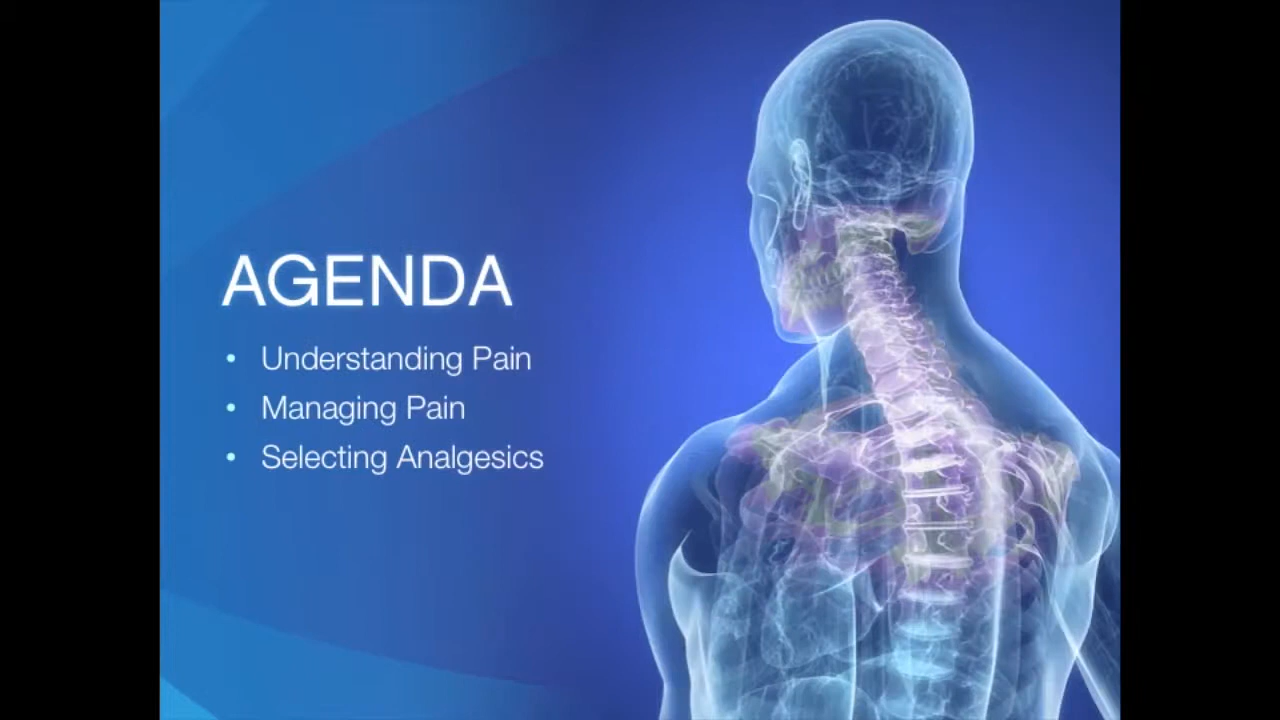 AGENDA
• Understanding Pain
• Managing Pain
• Selecting Analgesics